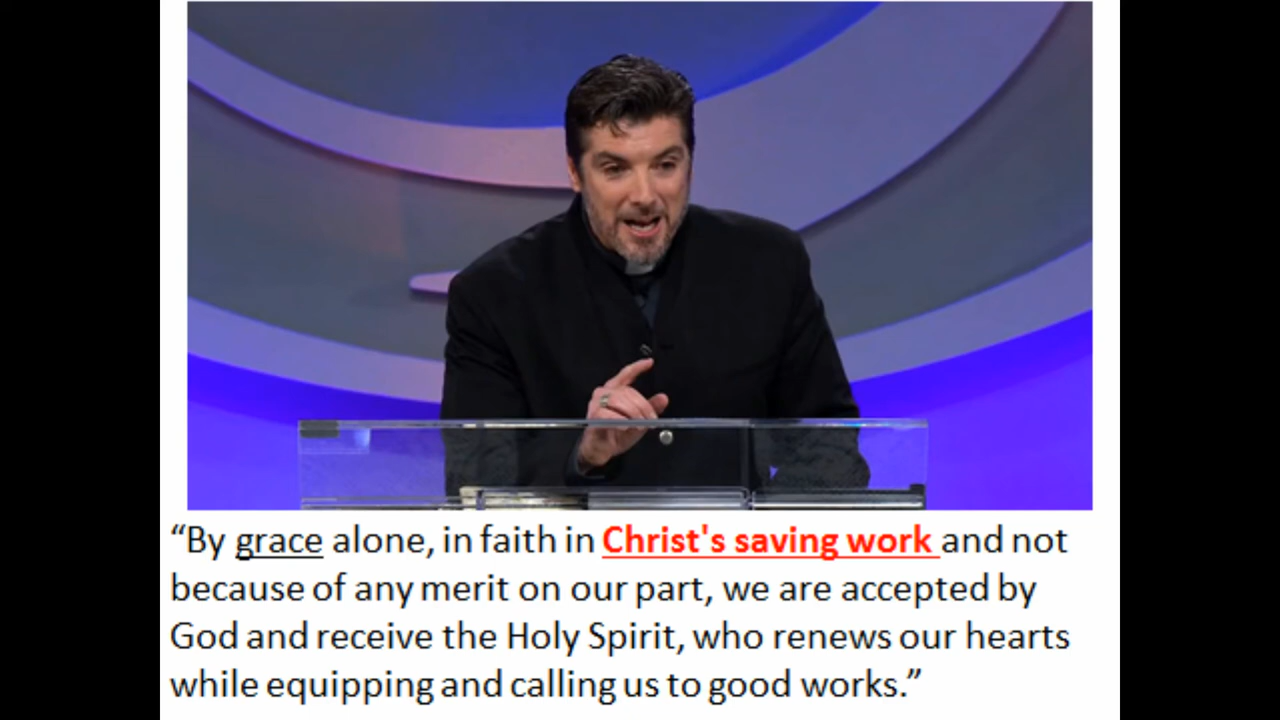 “By grace alone, in faith in Christ's saving work and not
because of any merit on our part, we are accepted by
God and receive the Holy Spirit, who renews our hearts
while equipping and calling us to good works.”